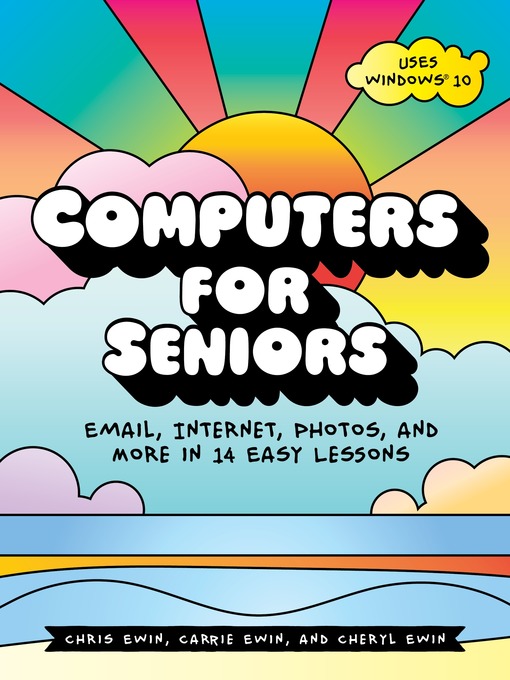 USES
WINDOWS® 10
COMPUTERS
FOR
SENIORS
EMAIL, INTERNET, PHOTOS, AND
MORE IN 14 EASY LESSONS
CHRIS EWIN, CARRIE EWIN, AND CHERYL EWIN